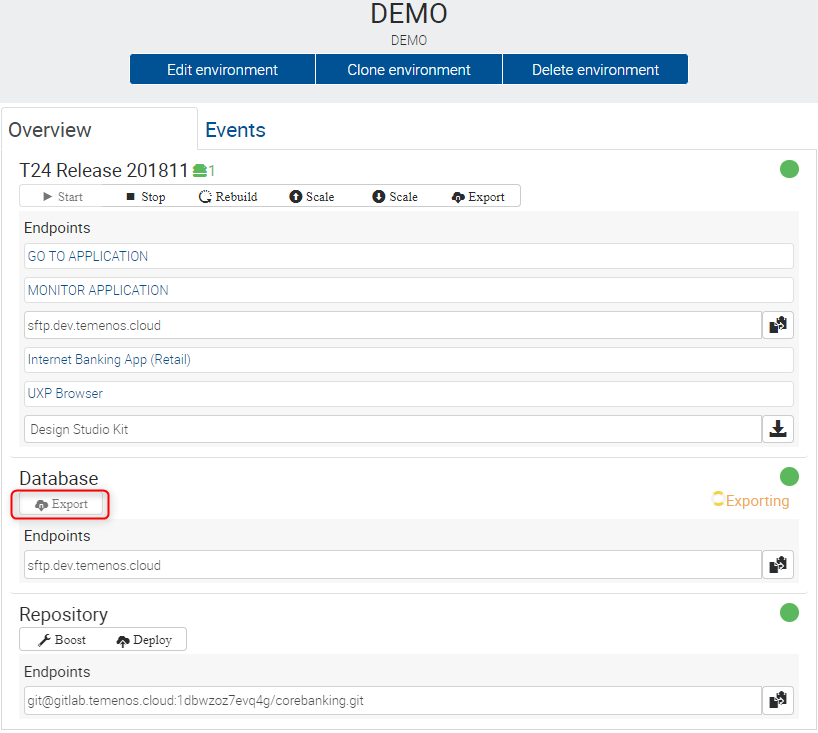 DEMO
DEMO
Edit environment Clone environment Delete environment
Overview Events
T24 Release 201811 1
Start Stop Rebuild Scale Scale Export
Endpoints
GO TO APPLICATION
MONITOR APPLICATION
sftp.dev.temenos.cloud
Internet Banking App (Retail)
UXP Browser
Design Studio Kit
Database
Export Exporting
Endpoints
sftp.dev.temenos.cloud
Repository
Boost Deploy
Endpoints
git@gitlab.temenos.cloud:1dbwzoz7evq4g/corebanking.git